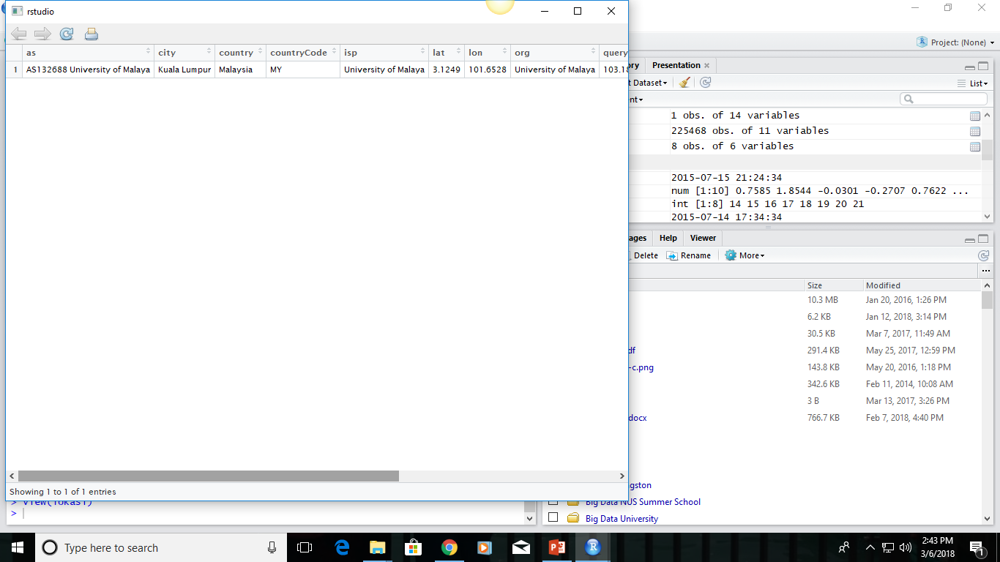 rstudio
as city country countryCode isp lat lon org query
1 AS132688 University of Malaya Kuala Lumpur Malaysia MY University of Malaya 3.1249 101.6528 University of Malaya 103.18
Showing 1 to 1 of 1 entries
> View(lokasi)
>
Project: (None)
ory Presentation
t Dataset
List
ent
1 obs. of 14 variables
225468 obs. of 11 variables
8 obs. of 6 variables
2015-07-15 21:24:34
num [1:10] 0.7585 1.8544 -0.0301 -0.2707 0.7622 ...
int [1:8] 14 15 16 17 18 19 20 21
2015-07-14 17:34:34
ages Help Viewer
Delete Rename More
...
Size Modified
10.3 MB Jan 20, 2016, 1:26 PM
6.2 KB Jan 12, 2018, 3:14 PM
30.5 KB Mar 7, 2017, 11:49 AM
df 291.4 KB May 25, 2017, 12:59 PM
-c.png 143.8 KB May 20, 2016, 1:18 PM
342.6 KB Feb 11, 2014, 10:08 AM
3 B Mar 13, 2017, 3:26 PM
docx 766.7 KB Feb 7, 2018, 4:40 PM
gston
Big Data NUS Summer School
Big Data University
Type here to search
2:43 PM
3/6/2018
1